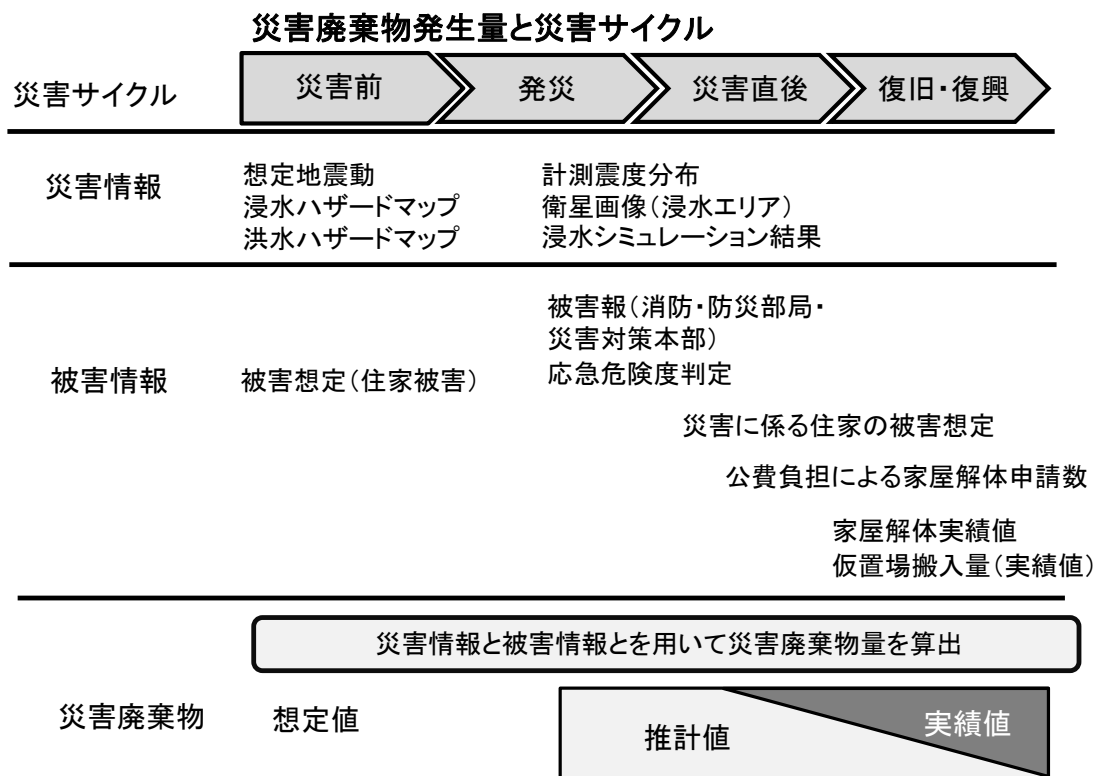 災害廃棄物発生量と災害サイクル
災害サイクル
災害前
発災
災害直後
復旧・復興
災害情報
想定地震動
浸水ハザードマップ
洪水ハザードマップ
計測震度分布
衛星画像（浸水エリア）
浸水シミュレーション結果
被害情報
被害想定（住家被害）
被害報（消防・防災部局・
災害対策本部）
応急危険度判定
災害に係る住家の被害想定
公費負担による家屋解体申請数
家屋解体実績値
仮置場搬入量（実績値）
災害情報と被害情報とを用いて災害廃棄物量を算出
災害廃棄物
想定値
推計値
実績値